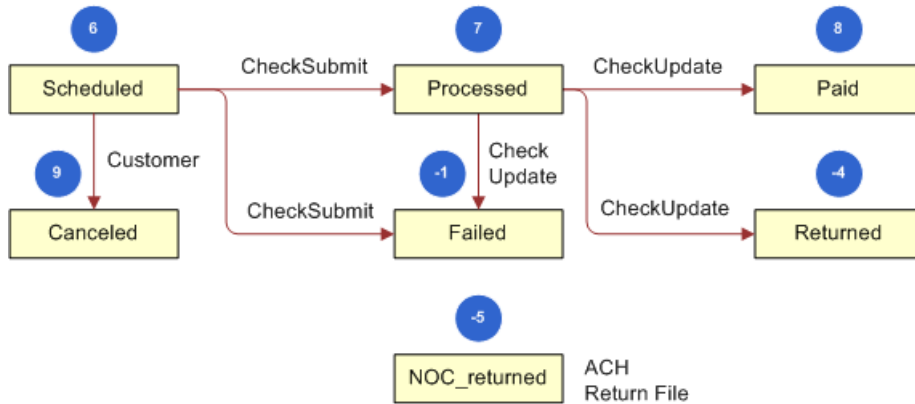 6
7
8
CheckSubmit
CheckUpdate
Scheduled
Processed
Paid
Customer
Check
Update
9
-1
-4
CheckSubmit
CheckUpdate
Canceled
Failed
Returned
-5
NOC_returned
ACH
Return File